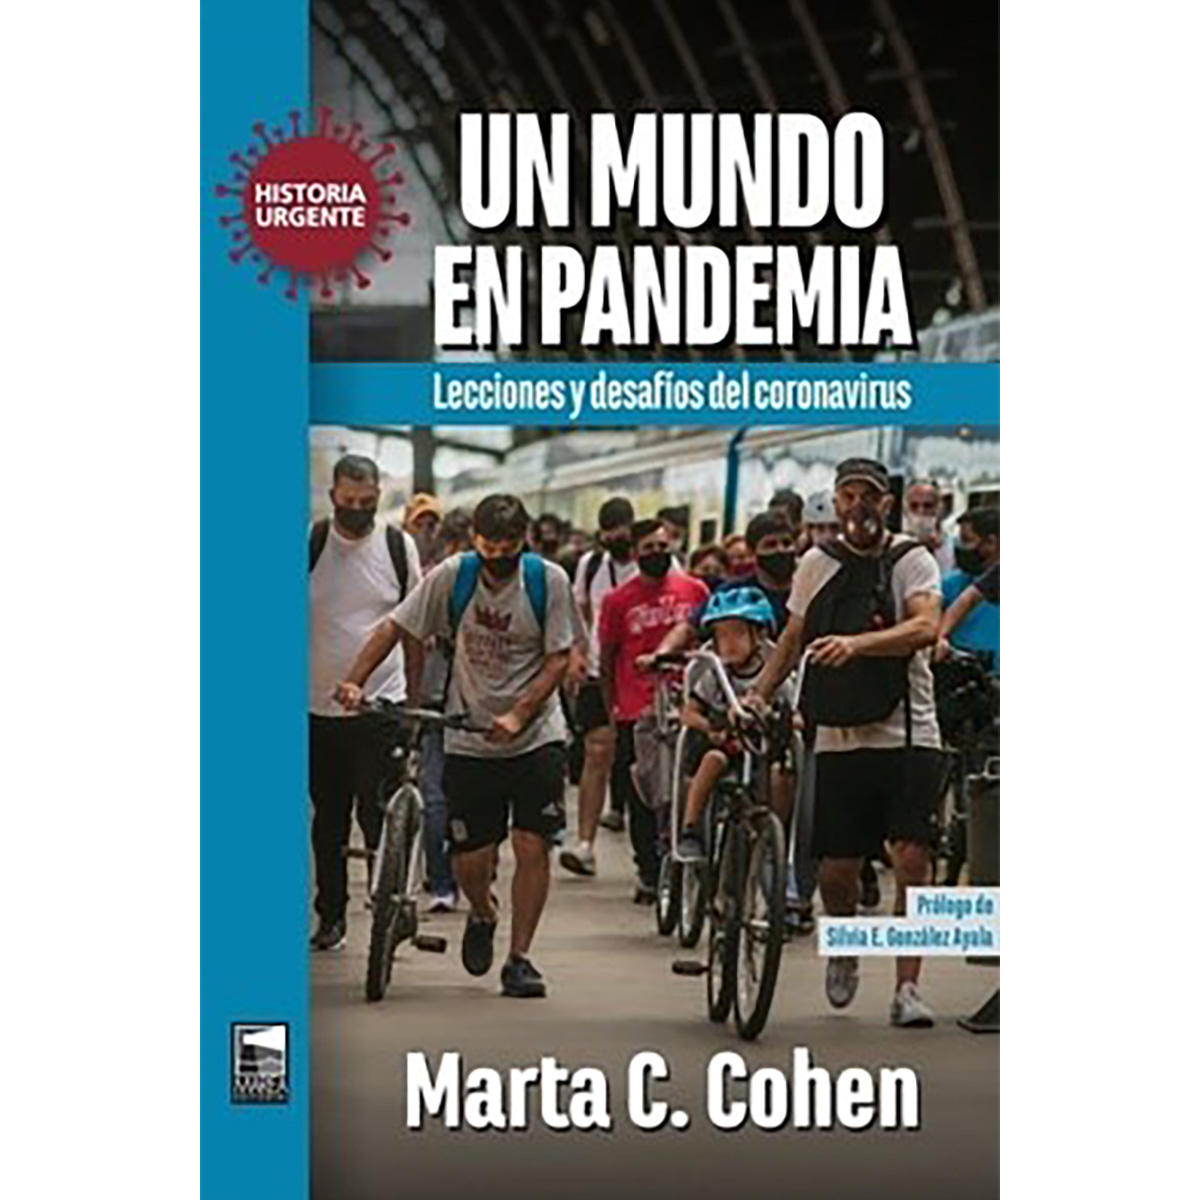 HISTORIA
URGENTE
UN MUNDO
EN PANDEMIA
Lecciones y desafíos del coronavirus
Prólogo de
Silvia E. González Ayala
Marta C. Cohen